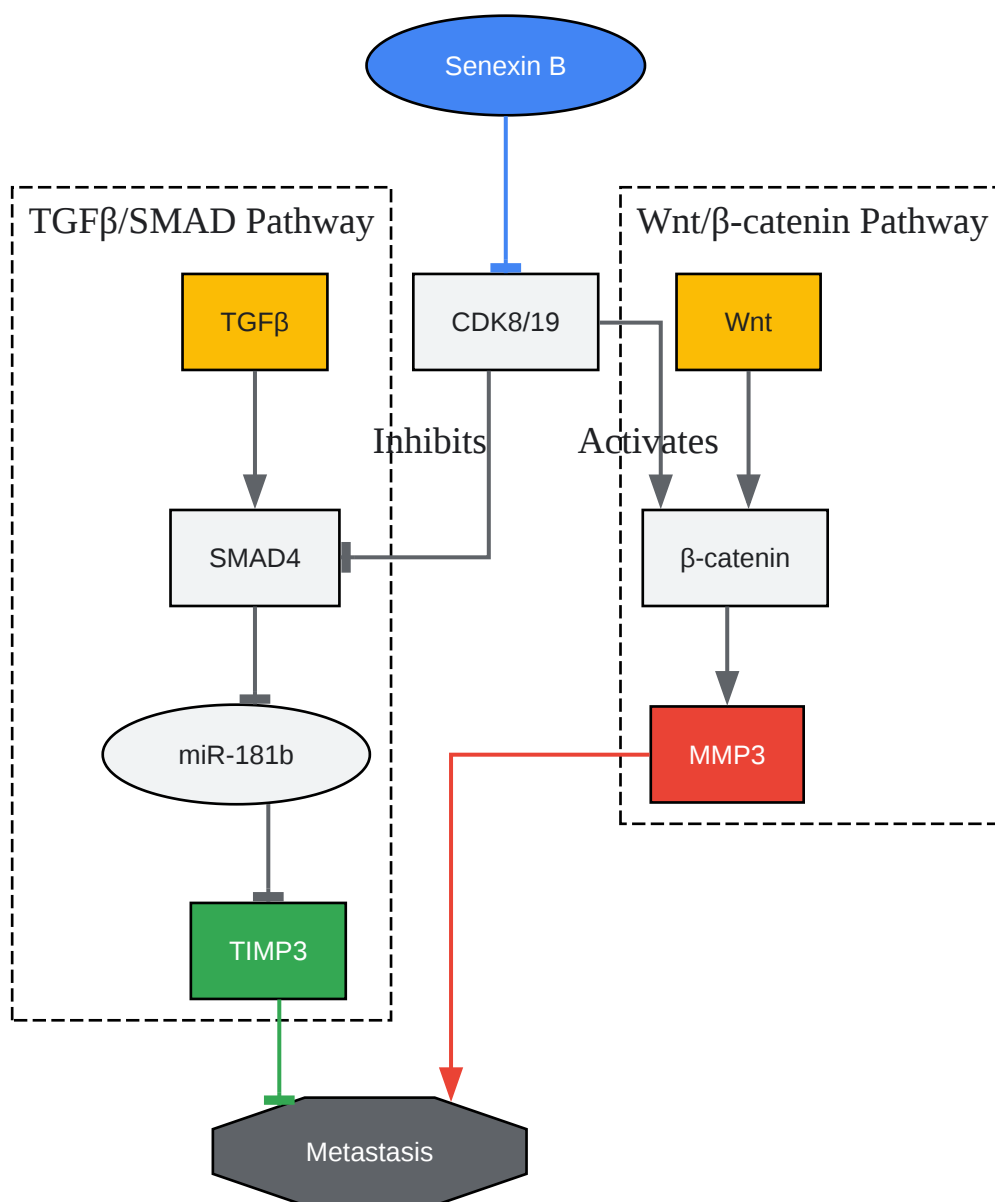 Senexin B
TGFβ/SMAD Pathway
Wnt/β-catenin Pathway
TGFβ
CDK8/19
Wnt
Inhibits
Activates
SMAD4
β-catenin
miR-181b
MMP3
TIMP3
Metastasis